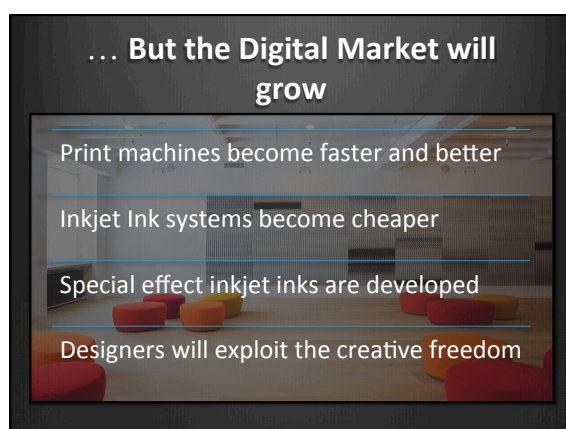 … But the Digital Market will
grow
Print machines become faster and better
Inkjet Ink systems become cheaper
Special effect inkjet inks are developed
Designers will exploit the creative freedom